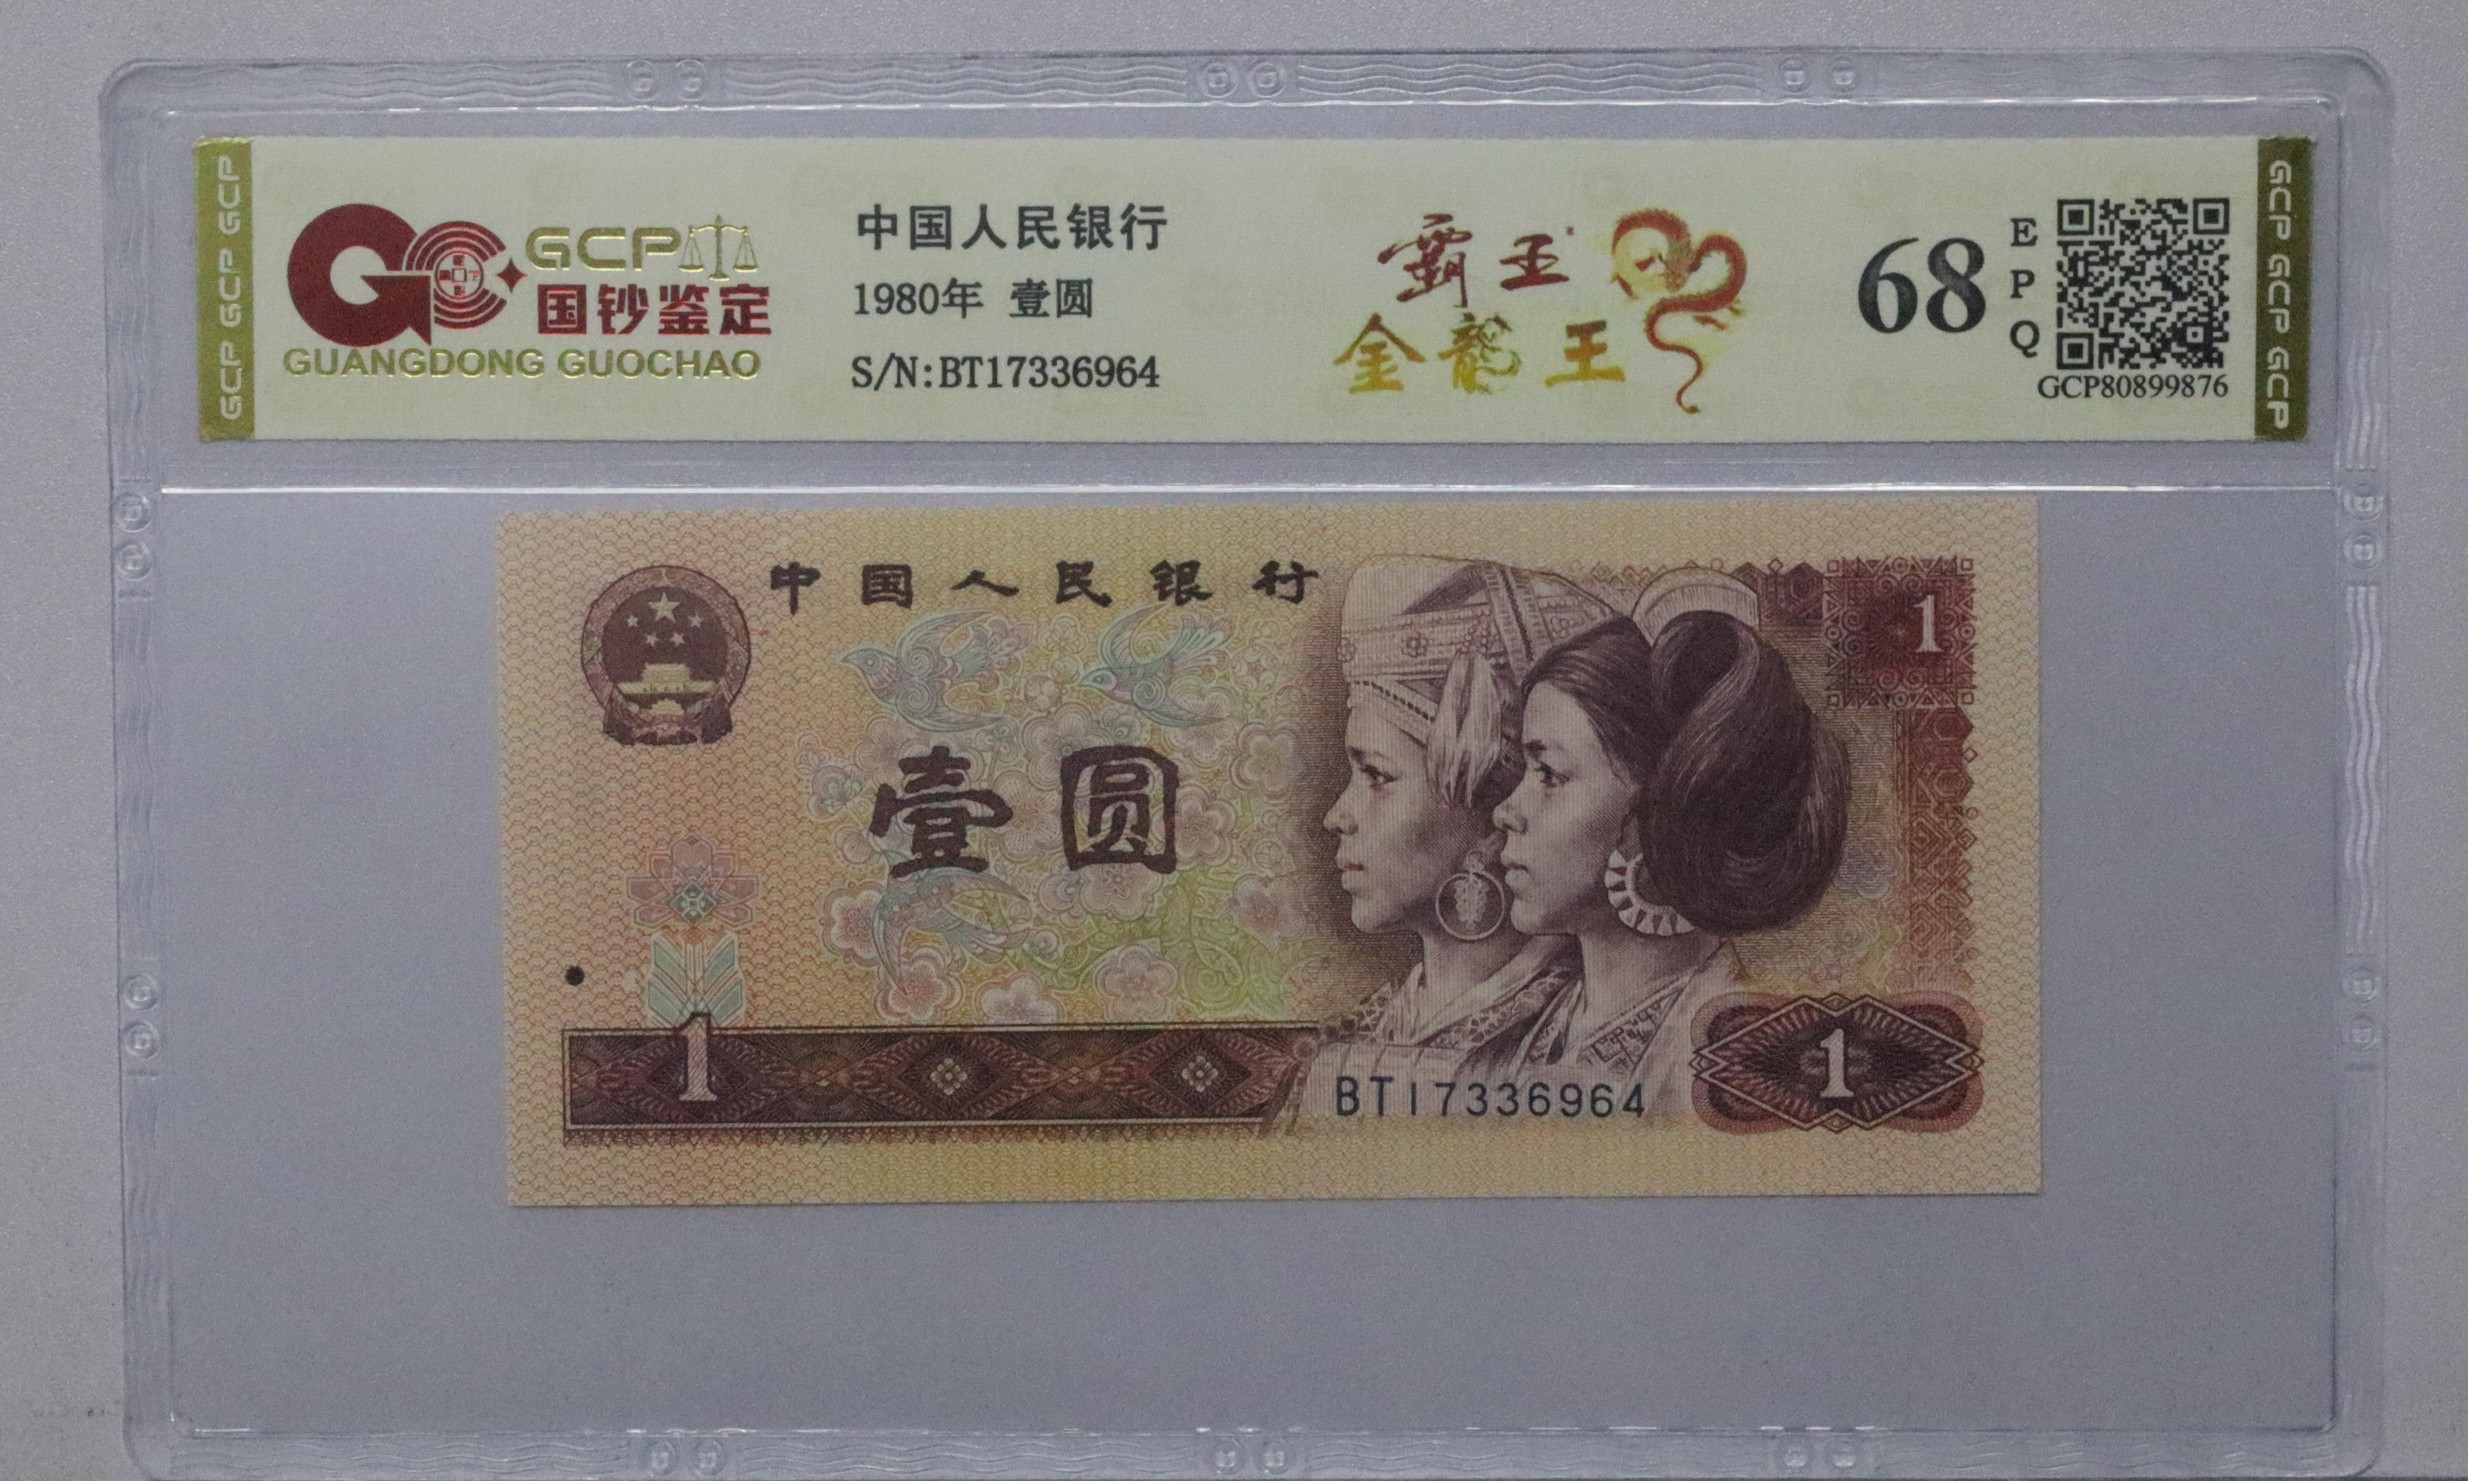 GCP GCP GCP
GCP
国钞鉴定
GUANGDONG GUOCHAO
中国人民银行
1980年 壹圆
S/N:BT17336964
霸王
金龍王
68
EPQ
GCP80899876
GCP GCP GCP
中国人民银行
1
壹圆
1
BT17336964
1